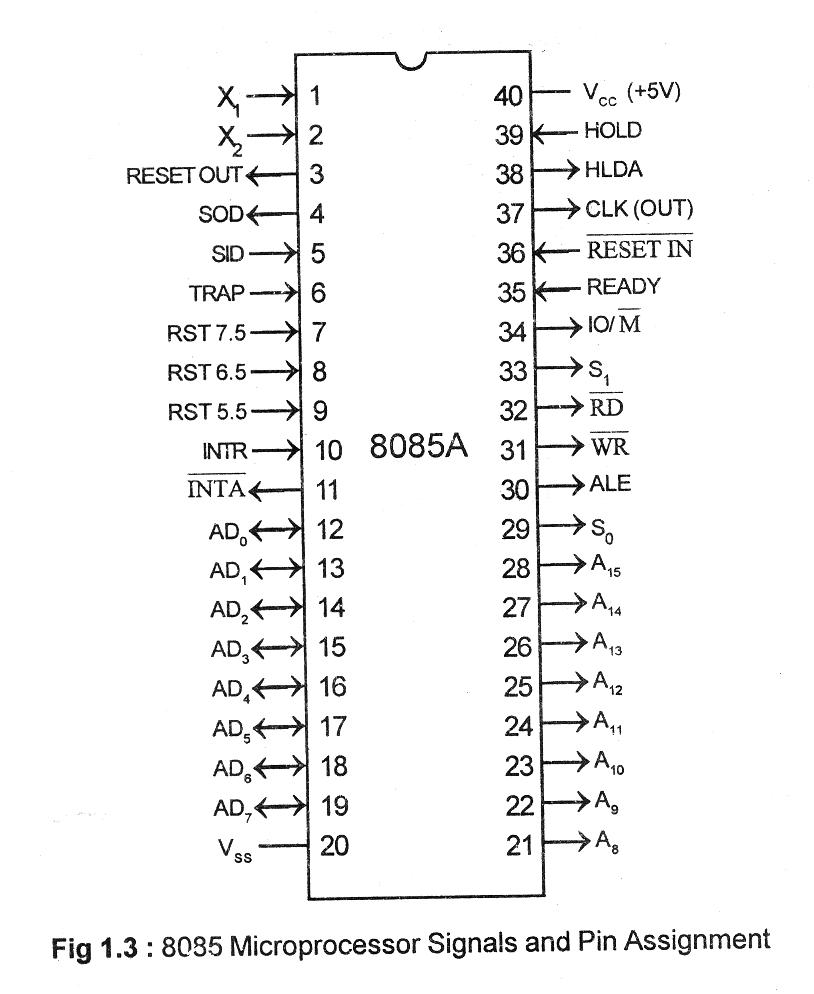 X₁ 1 40 Vcc (+5V)
X₂ 2 39 HOLD
RESET OUT 3 38 HLDA
SOD 4 37 CLK (OUT)
SID 5 36 R̅E̅S̅E̅T̅ ̅I̅N̅
TRAP 6 35 READY
RST 7.5 7 34 IO/M̅
RST 6.5 8 33 S₁
RST 5.5 9 32 R̅D̅
INTR 10 8085A 31 W̅R̅
I̅N̅T̅A̅ 11 30 ALE
AD₀ 12 29 S₀
AD₁ 13 28 A₁₅
AD₂ 14 27 A₁₄
AD₃ 15 26 A₁₃
AD₄ 16 25 A₁₂
AD₅ 17 24 A₁₁
AD₆ 18 23 A₁₀
AD₇ 19 22 A₉
Vss 20 21 A₈
Fig 1.3 : 8085 Microprocessor Signals and Pin Assignment